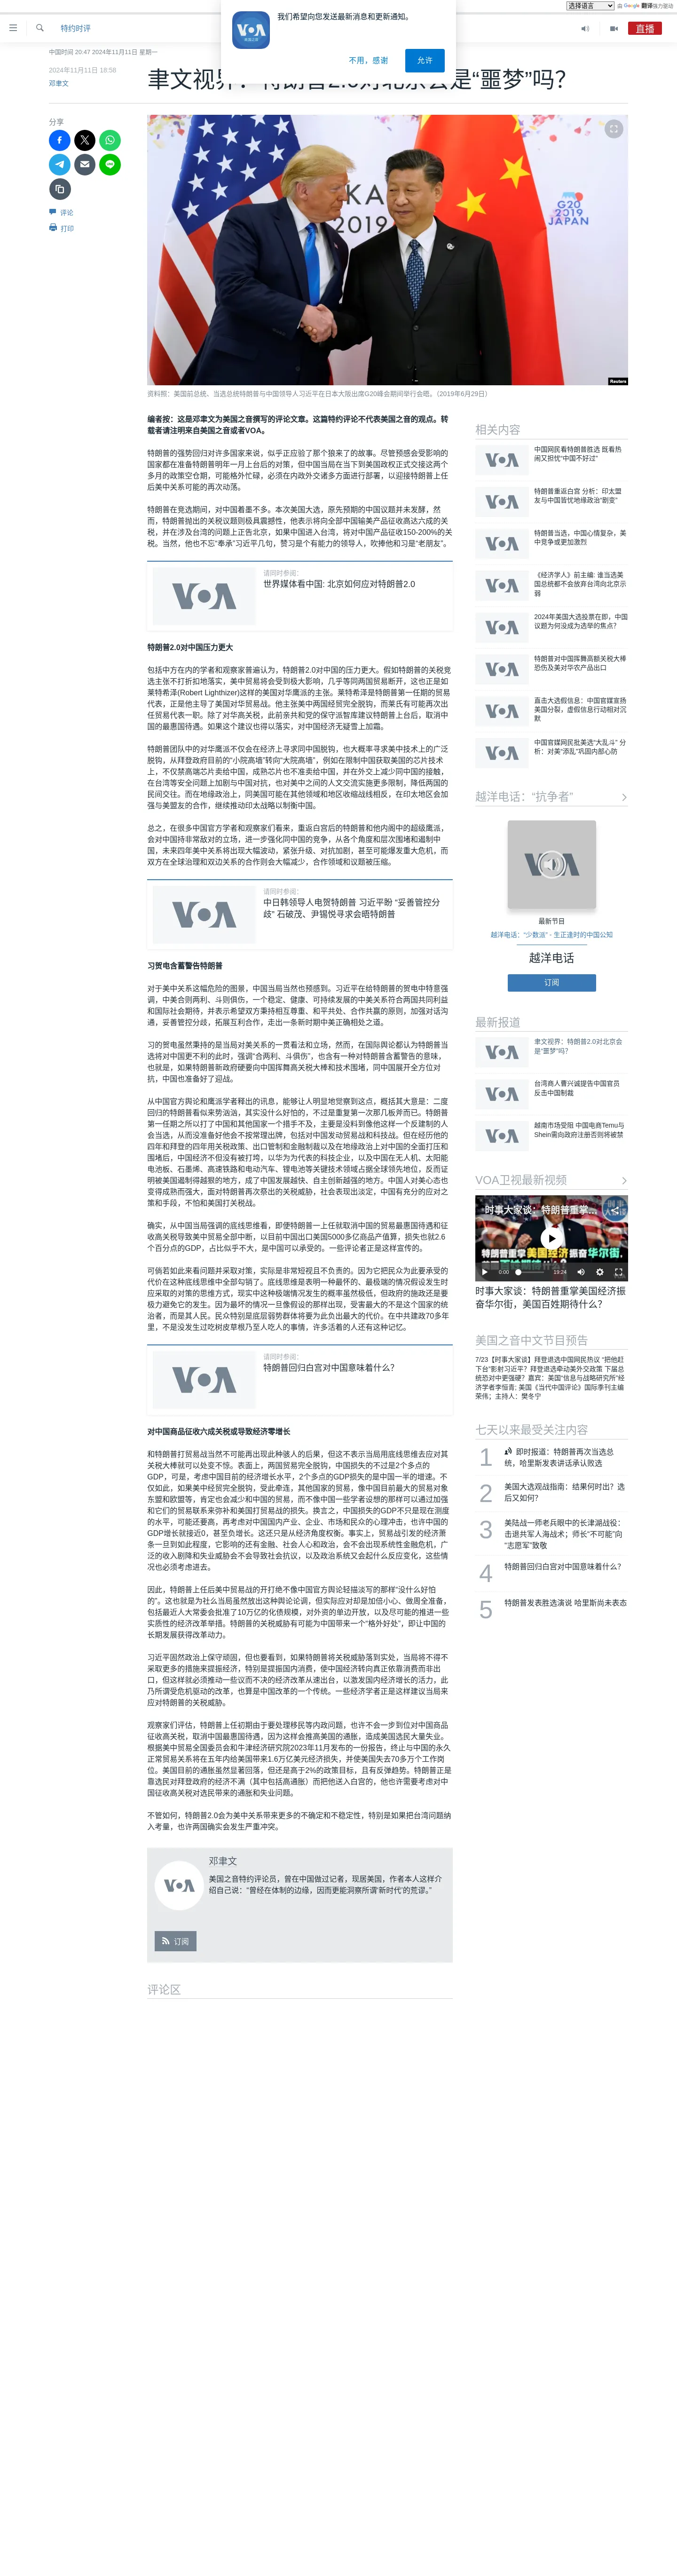 选择语言
由 Google 翻译强力驱动
特约时评
直播
VOA
我们希望向您发送最新消息和更新通知。
不用，感谢
允许
中国时间 20:47 2024年11月11日 星期一
2024年11月11日 18:58
邓聿文
聿文视界：特朗普2.0对北京会是“噩梦”吗？
分享
评论
打印
KA
2019
G20
2019
JAPAN
Reuters
资料照：美国前总统、当选总统特朗普与中国领导人习近平在日本大阪出席G20峰会期间举行会晤。（2019年6月29日）
编者按：这是邓聿文为美国之音撰写的评论文章。这篇特约评论不代表美国之音的观点。转
载者请注明来自美国之音或者VOA。
特朗普的强势回归对许多国家来说，似乎正应验了那个狼来了的故事。尽管预感会受影响的
国家都在准备特朗普明年一月上台后的对策，但中国当局在当下到美国政权正式交接这两个
多月的政策空白期，可能格外忙碌，必须在内政外交诸多方面进行部署，以迎接特朗普上任
后美中关系可能的再次动荡。
特朗普在竞选期间，对中国着墨不多。本次美国大选，原先预期的中国议题并未发酵，然
而，特朗普抛出的关税议题则极具震撼性，他表示将向全部中国输美产品征收高达六成的关
税，并在涉及台湾的问题上正告北京，如果中国进入台湾，将对中国产品征收150-200%的关
税。当然，他也不忘“奉承”习近平几句，赞习是个有能力的领导人，吹捧他和习是“老朋友”。
请同时参阅：
世界媒体看中国：北京如何应对特朗普2.0
特朗普2.0对中国压力更大
包括中方在内的学者和观察家普遍认为，特朗普2.0对中国的压力更大。假如特朗普的关税竞
选主张不打折扣地落实，美中贸易将会受到极大影响，几乎等同两国贸易断交，而这正是如
莱特希泽(Robert Lighthizer)这样的美国对华鹰派的主张。莱特希泽是特朗普第一任期的贸易
代表，正是他主导了美国对华贸易战。他主张美中两国经贸完全脱钩，而莱氏有可能再次出
任贸易代表一职。除了对华高关税，此前亲共和党的保守派智库建议特朗普上台后，取消中
国的最惠国待遇。如果这个建议也得以落实，对中国经济无疑雪上加霜。
特朗普团队中的对华鹰派不仅会在经济上寻求同中国脱钩，也大概率寻求美中技术上的广泛
脱钩，从拜登政府目前的“小院高墙”转向“大院高墙”，例如在限制中国获取美国的芯片技术
上，不仅禁高端芯片卖给中国，成熟芯片也不准卖给中国，并在外交上减少同中国的接触，
在台湾等安全问题上加剧与中国对抗，也对美中之间的人文交流实施更多限制，降低两国的
民间交往。而在地缘政治上，同美国可能在其他领域和地区收缩战线相反，在印太地区会加
强与美盟友的合作，继续推动印太战略以制衡中国。
总之，在很多中国官方学者和观察家们看来，重返白宫后的特朗普和他内阁中的超级鹰派，
会对中国持非常敌对的立场，进一步强化同中国的竞争，从各个角度和层次围堵和遏制中
国，未来四年美中关系将出现大幅波动，紧张升级、对抗加剧，甚至可能爆发重大危机，而
双方在全球治理和双边关系的合作则会大幅减少，合作领域和议题被压缩。
请同时参阅：
中日韩领导人电贺特朗普 习近平盼 “妥善管控分
歧” 石破茂、尹锡悦寻求会晤特朗普
习贺电含蓄警告特朗普
对于美中关系这幅危险的图景，中国当局当然也预感到。习近平在给特朗普的贺电中特意强
调，中美合则两利、斗则俱伤，一个稳定、健康、可持续发展的中美关系符合两国共同利益
和国际社会期待，并表示希望双方秉持相互尊重、和平共处、合作共赢的原则，加强对话沟
通，妥善管控分歧，拓展互利合作，走出一条新时期中美正确相处之道。
习的贺电虽然秉持的是当局对美关系的一贯看法和立场，然而，在国际舆论都认为特朗普当
选将对中国更不利的此时，强调“合两利、斗俱伤”，也含有一种对特朗普含蓄警告的意味，
也就是，如果特朗普新政府硬要向中国挥舞高关税大棒和技术围堵，同中国展开全方位对
抗，中国也准备好了迎战。
从中国官方舆论和鹰派学者释出的讯息，能够让人明显地觉察到这点，概括其大意是：二度
回归的特朗普看似来势汹汹，其实没什么好怕的，不过是重复第一次那几板斧而已。特朗普
第一任期之所以打了中国和其他国家一个措手不及，主要是没料到像他这样一个反建制的人
会当选，从而没准备好他会不按常理出牌，包括对中国发动贸易战和科技战。但在经历他的
四年和拜登的四年用关税政策、出口管制和金融制裁以及在地缘政治上对中国的全面打压和
围堵后，中国经济不但没有被打垮，以华为为代表的科技企业，以及中国在无人机、太阳能
电池板、石墨烯、高速铁路和电动汽车、锂电池等关键技术领域占据全球领先地位，反而证
明被美国遏制得越狠的地方，成了中国发展越快、自主创新越强的地方。中国人对美心态也
变得成熟而强大，面对特朗普再次祭出的关税威胁，社会表现出淡定，中国有充分的应对之
策和手段，不怕和美国打关税战。
确实，从中国当局强调的底线思维看，即便特朗普一上任就取消中国的贸易最惠国待遇和征
收高关税导致美中贸易全部中断，以目前中国出口美国5000多亿商品产值算，损失也就2.6
个百分点的GDP，占比似乎不大，是中国可以承受的。一些评论者正是这样宣传的。
可倘若如此来看问题并采取对策，实际是非常短视且不负责的。因为它把民众为此要承受的
代价在这种底线思维中全部勾销了。底线思维是表明一种最怀的、最极端的情况假设发生时
应采取的对策的思维方式，现实中这种极端情况发生的概率虽然极低，但政府的施政还是要
极力避免它的发生。因为最坏的情况一旦像假设的那样出现，受害最大的不是这个国家的统
治者，而是其人民。民众特别是底层弱势群体将要为此负出最大的代价。在中共建政70多年
里，不是没发生过吃树皮草根乃至人吃人的事情，许多活着的人还有这种记忆。
请同时参阅：
特朗普回归白宫对中国意味着什么？
对中国商品征收六成关税或导致经济零增长
和特朗普打贸易战当然不可能再出现此种骇人的后果，但这不表示当局用底线思维去应对其
关税大棒就可以处变不惊。表面上，两国贸易完全脱钩，中国损失的不过是2个多点的
GDP，可是，考虑中国目前的经济增长水平，2个多点的GDP损失的是中国一半的增速。不
仅如此，如果美中经贸完全脱钩，受此牵连，其他国家的贸易，像中国目前最大的贸易对象
东盟和欧盟等，肯定也会减少和中国的贸易，而不像中国一些学者设想的那样可以通过加强
和它们的贸易联系来弥补和美国打贸易战的损失。换言之，中国损失的GDP不只是现在测度
的水平，可能还要高，再考虑对中国国内产业、企业、市场和民众的心理冲击，也许中国的
GDP增长就接近0，甚至负增长。这还只是从经济角度权衡。事实上，贸易战引发的经济萧
条一旦到如此程度，它影响的还有金融、社会人心和政治，会不会出现系统性金融危机，广
泛的收入剧降和失业威胁会不会导致社会抗议，以及政治系统又会起什么反应变化，这些情
况也必须考虑进去。
因此，特朗普上任后美中贸易战的开打绝不像中国官方舆论轻描淡写的那样“没什么好怕
的”。这也就是为社么当局虽然放出这种舆论论调，但实际应对却是加倍小心、做周全准备，
包括最近人大常委会批准了10万亿的化债规模，对外资的单边开放，以及尽可能的推进一些
实质性的经济改革举措。特朗普的关税威胁有可能为中国带来一个“格外好处”，即让中国的
长期发展获得改革动力。
习近平固然政治上保守顽固，但也要看到，如果特朗普将关税威胁落到实处，当局将不得不
采取更多的措施来提振经济，特别是提振国内消费，使中国经济转向真正依靠消费而非出
口，但这样就必须推动一些议而不决的经济改革从速出台，以激发国内经济增长的活力，此
乃所谓受危机驱动的改革，也算是中国改革的一个传统。一些经济学者正是这样建议当局来
应对特朗普的关税威胁。
观察家们评估，特朗普上任初期由于要处理移民等内政问题，也许不会一步到位对中国商品
征收高关税，取消中国最惠国待遇，因为这样会推高美国的通胀，造成美国选民大量失业。
根据美中贸易全国委员会和牛津经济研究院2023年11月发布的一份报告，终止与中国的永久
正常贸易关系将在五年内给美国带来1.6万亿美元经济损失，并使美国失去70多万个工作岗
位。美国目前的通胀虽然显著回落，但还是高于2%的政策目标，且有反弹趋势。特朗普正是
靠选民对拜登政府的经济不满（其中包括高通胀）而把他送入白宫的，他也许需要考虑对中
国征收高关税对选民带来的通胀和失业问题。
不管如何，特朗普2.0会为美中关系带来更多的不确定和不稳定性，特别是如果把台湾问题纳
入考量，也许两国确实会发生严重冲突。
邓聿文
美国之音特约评论员，曾在中国做过记者，现居美国，作者本人这样介
绍自己说：“曾经在体制的边缘，因而更能洞察所谓‘新时代’的荒谬。”
订阅
评论区
相关内容
中国网民看特朗普胜选 既看热
闹又担忧“中国不好过”
特朗普重返白宫 分析：印太盟
友与中国皆忧地缘政治“剧变”
特朗普当选，中国心情复杂，美
中竞争或更加激烈
《经济学人》前主编: 谁当选美
国总统都不会放弃台湾向北京示
弱
2024年美国大选投票在即，中国
议题为何没成为选举的焦点？
特朗普对中国挥舞高额关税大棒
恐伤及美对华农产品出口
直击大选假信息：中国官媒宣扬
美国分裂，虚假信息行动相对沉
默
中国官媒网民批美选“大乱斗” 分
析：对美“添乱”巩固内部心防
越洋电话：“抗争者”
最新节目
越洋电话：“少数派” - 生正逢时的中国公知
越洋电话
订阅
最新报道
聿文视界：特朗普2.0对北京会
是“噩梦”吗？
台湾商人曹兴诚提告中国官员
反击中国制裁
越南市场受阻 中国电商Temu与
Shein需向政府注册否则将被禁
VOA卫视最新视频
时事大家谈：特朗普重掌...
特朗普重掌美国经济振奋华尔街，
0:00
19:24
时事大家谈：特朗普重掌美国经济振
奋华尔街，美国百姓期待什么？
美国之音中文节目预告
7/23【时事大家谈】拜登退选中国网民热议 “把他赶
下台”影射习近平？拜登退选牵动美外交政策 下届总
统恐对中更强硬？嘉宾：美国“信息与战略研究所”经
济学者李恒青; 美国《当代中国评论》国际季刊主编
荣伟；主持人：樊冬宁
七天以来最受关注内容
1
即时报道：特朗普再次当选总
统，哈里斯发表讲话承认败选
2
美国大选观战指南：结果何时出？选
后又如何？
3
美陆战一师老兵眼中的长津湖战役：
击退共军人海战术；师长“不可能”向
“志愿军”致敬
4
特朗普回归白宫对中国意味着什么？
5
特朗普发表胜选演说 哈里斯尚未表态